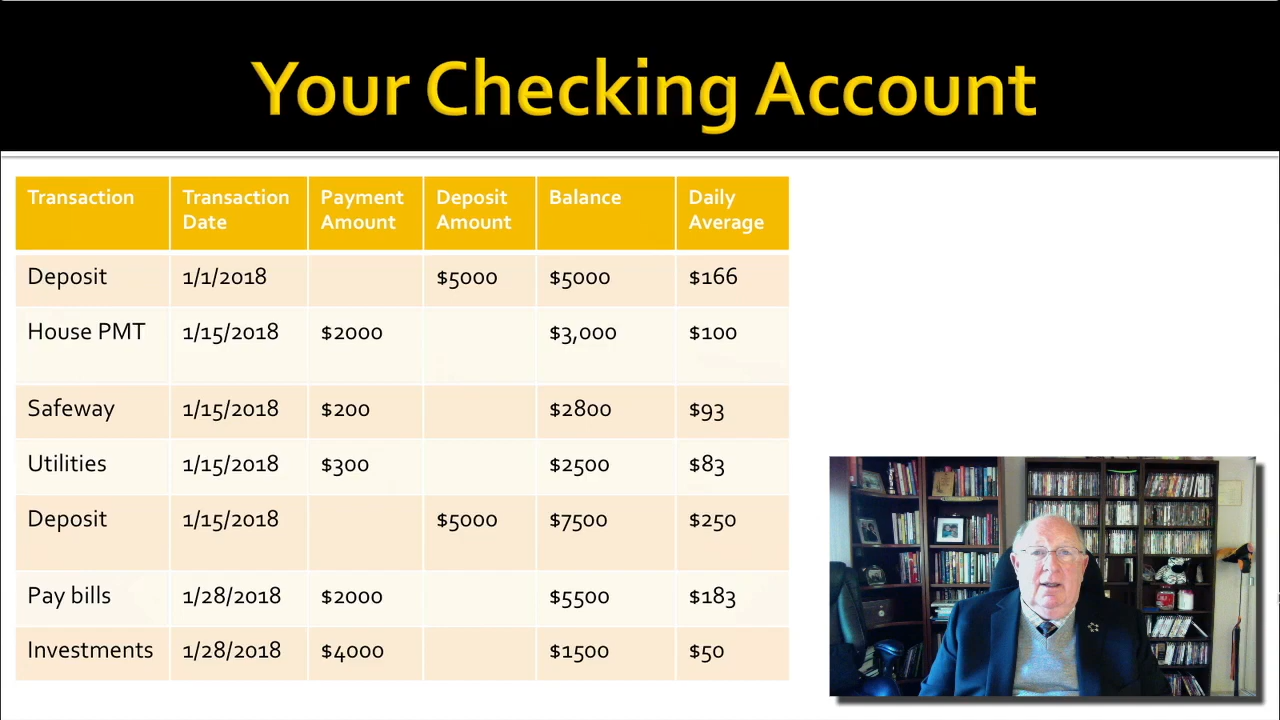 Your Checking Account
Transaction Transaction Date Payment Amount Deposit Amount Balance Daily Average
Deposit 1/1/2018 $5000 $5000 $166
House PMT 1/15/2018 $2000 $3,000 $100
Safeway 1/15/2018 $200 $2800 $93
Utilities 1/15/2018 $300 $2500 $83
Deposit 1/15/2018 $5000 $7500 $250
Pay bills 1/28/2018 $2000 $5500 $183
Investments 1/28/2018 $4000 $1500 $50